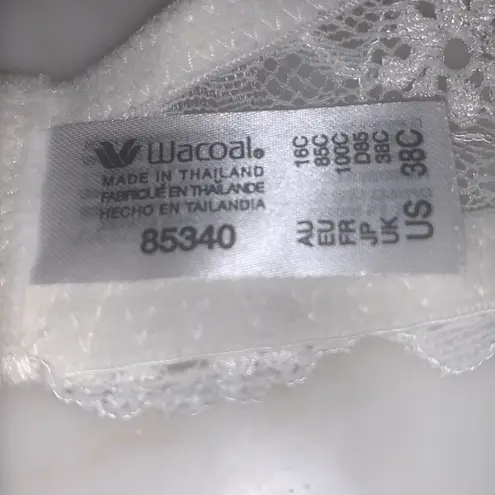 Wacoal®
MADE IN THAILAND
FABRIQUÉ EN THAÏLANDE
HECHO EN TAILANDIA
85340
AU 16C
EU 85C
FR 100C
JP D85
UK 38C
US 38C